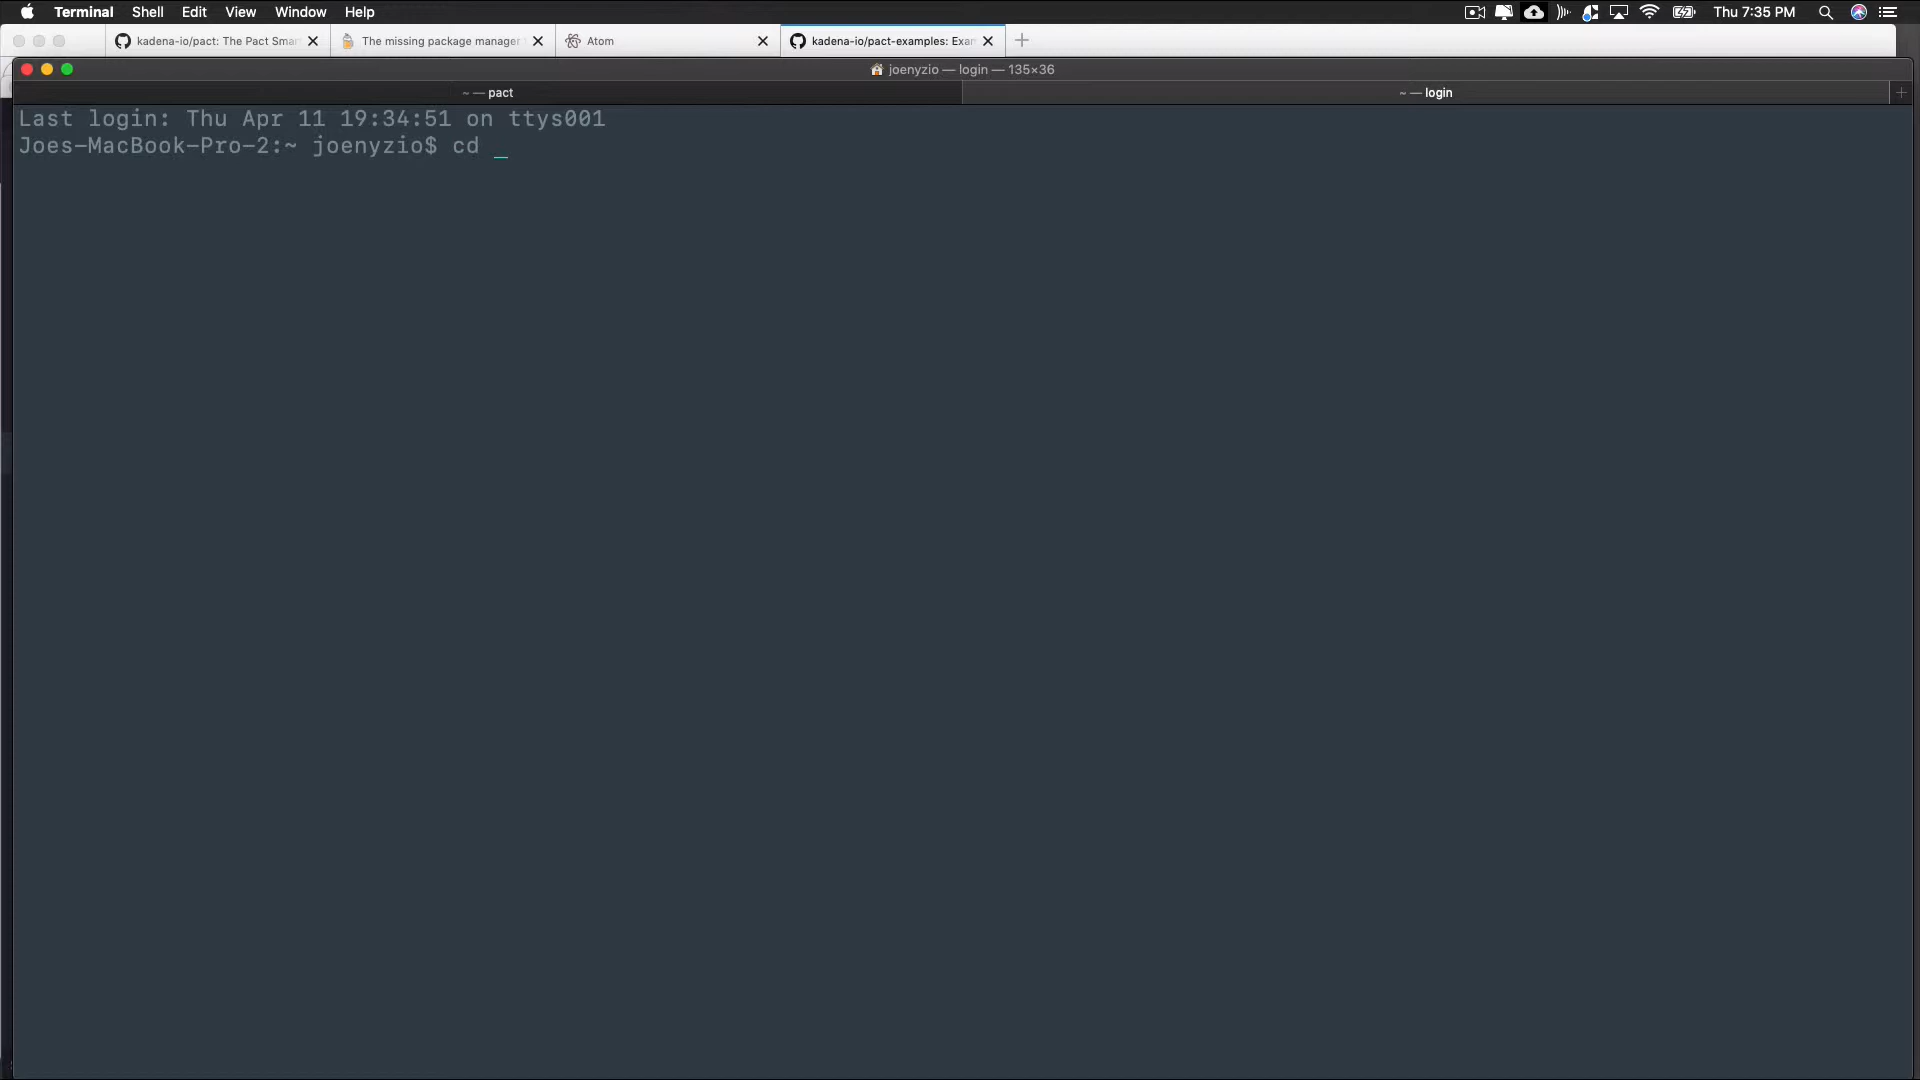 Terminal Shell Edit View Window Help Thu 7:35 PM
kadena-io/pact: The Pact Smar The missing package manager Atom kadena-io/pact-examples: Exam
joenyzio — login — 135×36
~ — pact ~ — login
Last login: Thu Apr 11 19:34:51 on ttys001
Joes-MacBook-Pro-2:~ joenyzio$ cd _